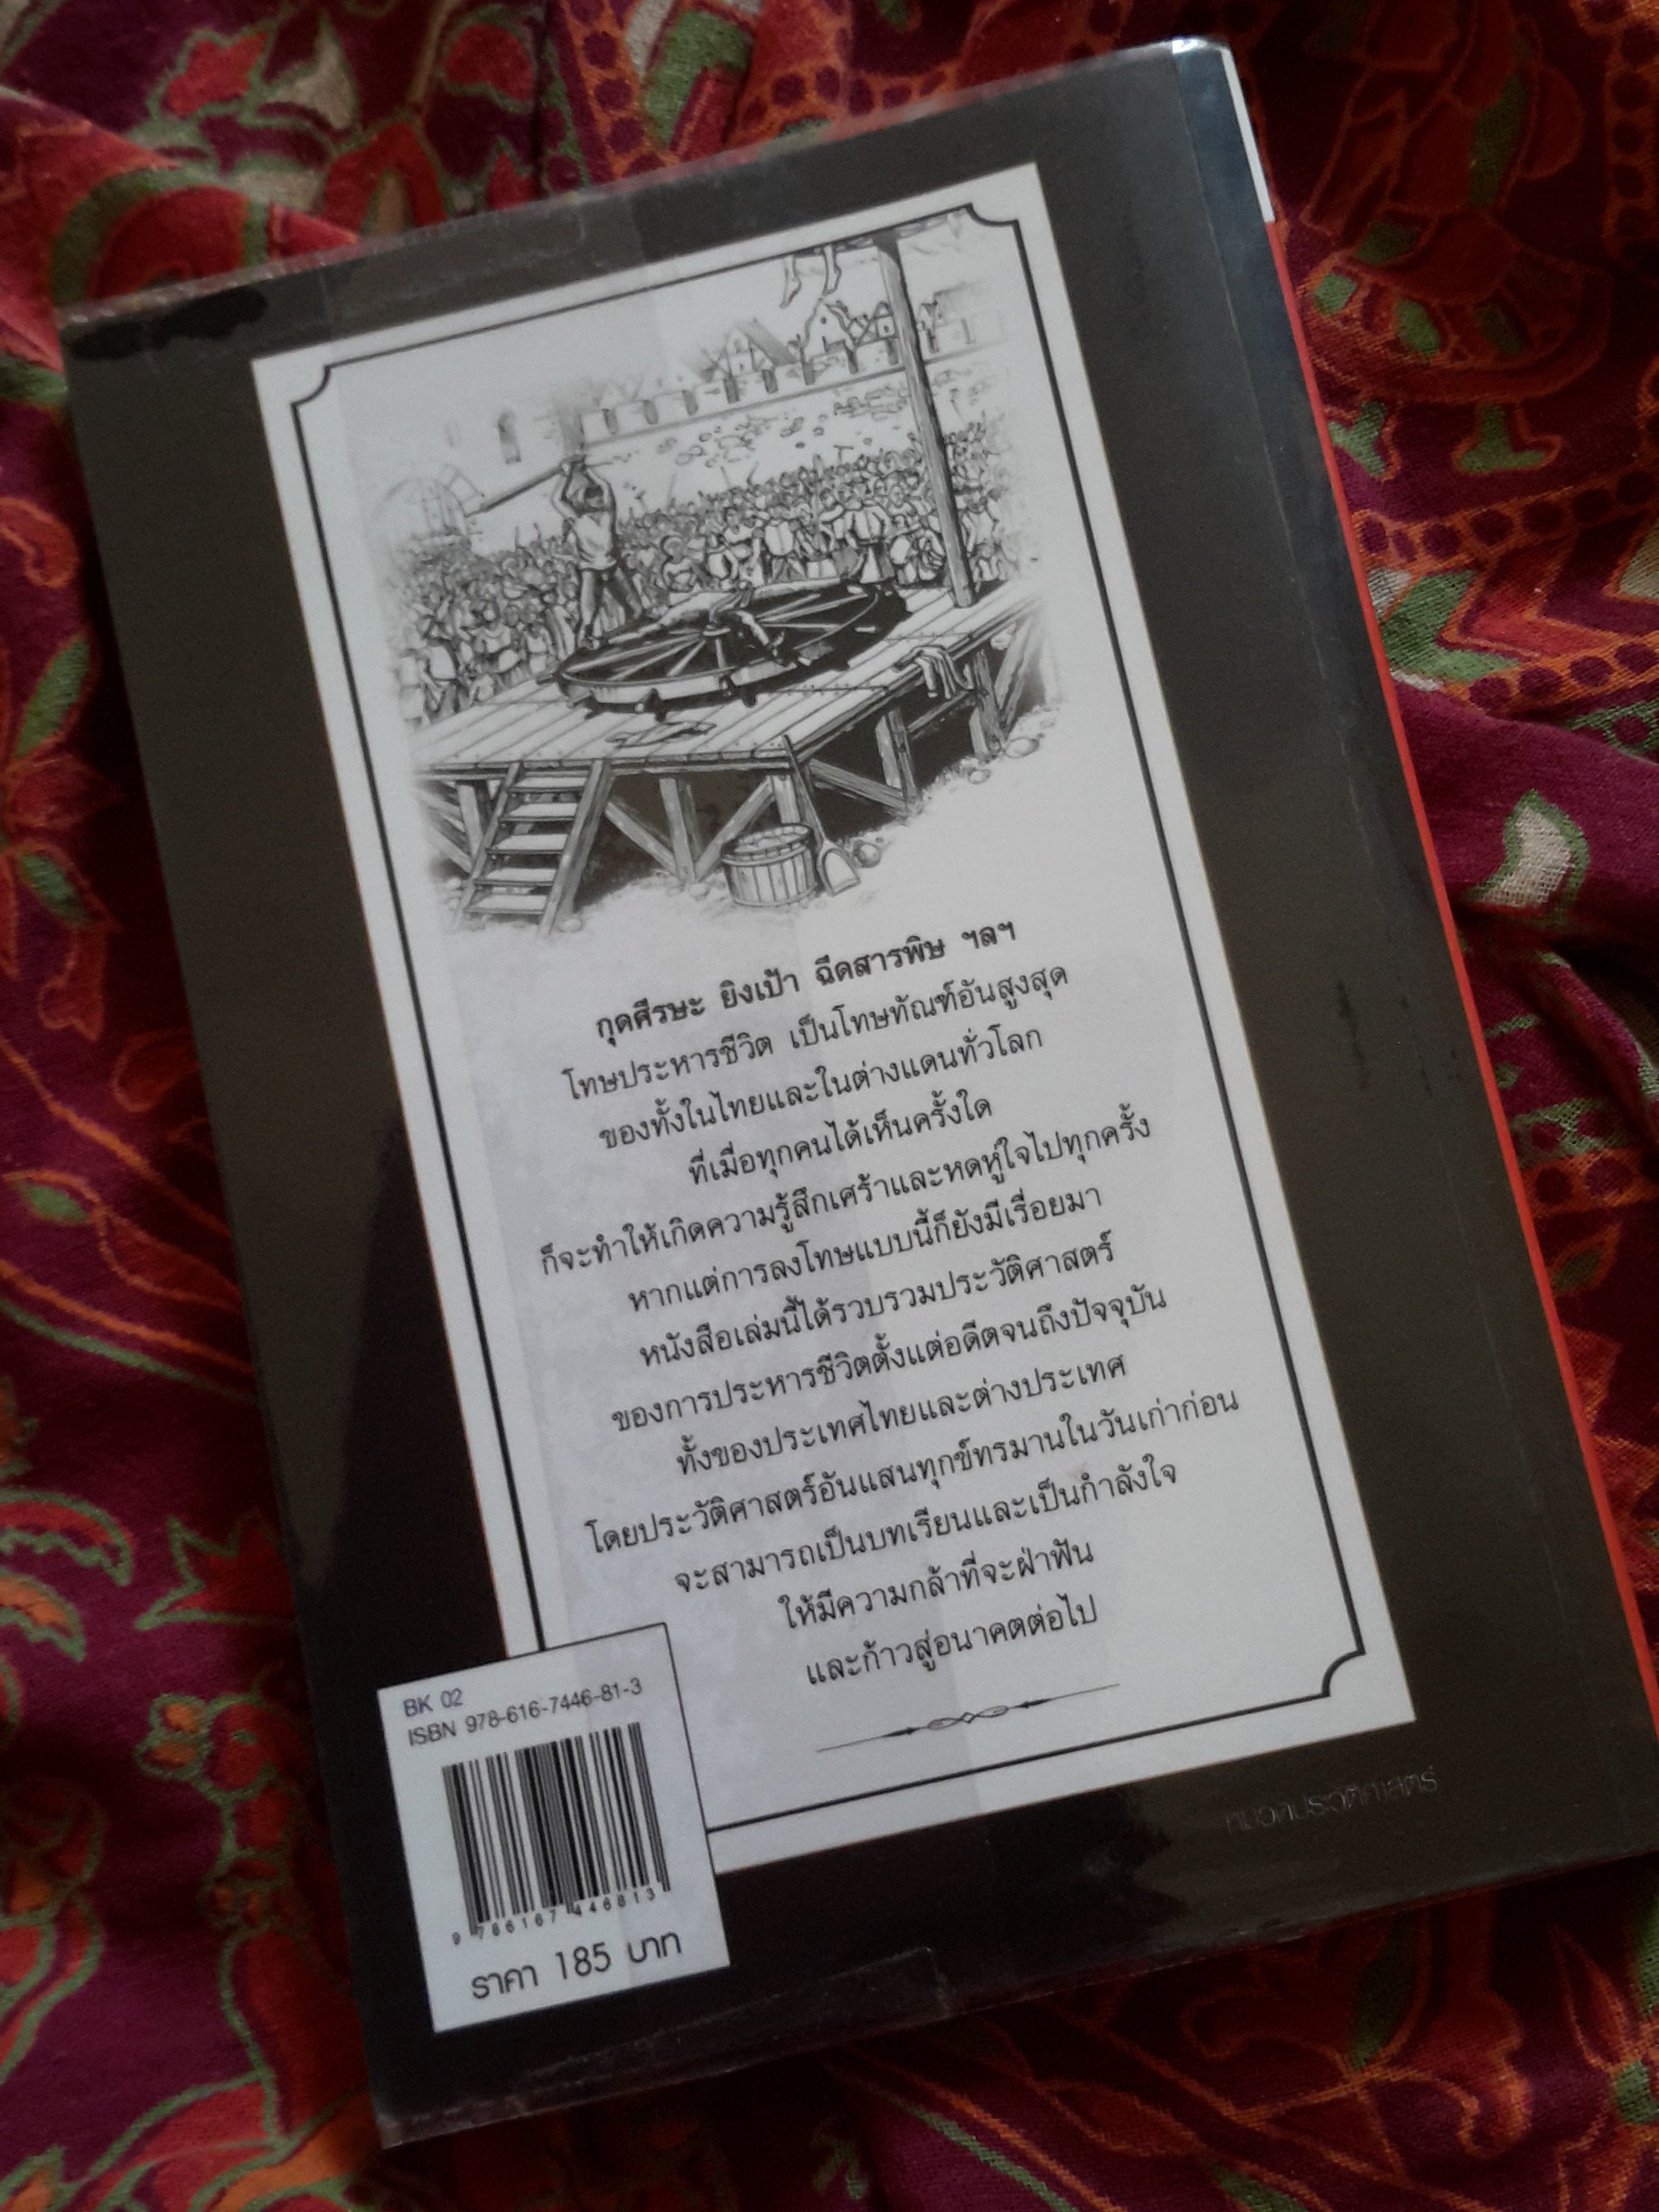 กุดศีรษะ ยิงเป้า ฉีดสารพิษ ฯลฯ
โทษประหารชีวิต เป็นโทษทัณฑ์อันสูงสุด
ของทั้งในไทยและในต่างแดนทั่วโลก
ที่เมื่อทุกคนได้เห็นครั้งใด
ก็จะทำให้เกิดความรู้สึกเศร้าและหดหู่ใจไปทุกครั้ง
หากแต่การลงโทษแบบนี้ก็ยังมีเรื่อยมา
หนังสือเล่มนี้ได้รวบรวมประวัติศาสตร์
ของการประหารชีวิตตั้งแต่อดีตจนถึงปัจจุบัน
ทั้งของประเทศไทยและต่างประเทศ
โดยประวัติศาสตร์อันแสนทุกข์ทรมานในวันเก่าก่อน
จะสามารถเป็นบทเรียนและเป็นกำลังใจ
ให้มีความกล้าที่จะฝ่าฟัน
และก้าวสู่อนาคตต่อไป
BK 02
ISBN 978-616-7446-81-3
9 786167 446813
ราคา 185 บาท
หมวดประวัติศาสตร์